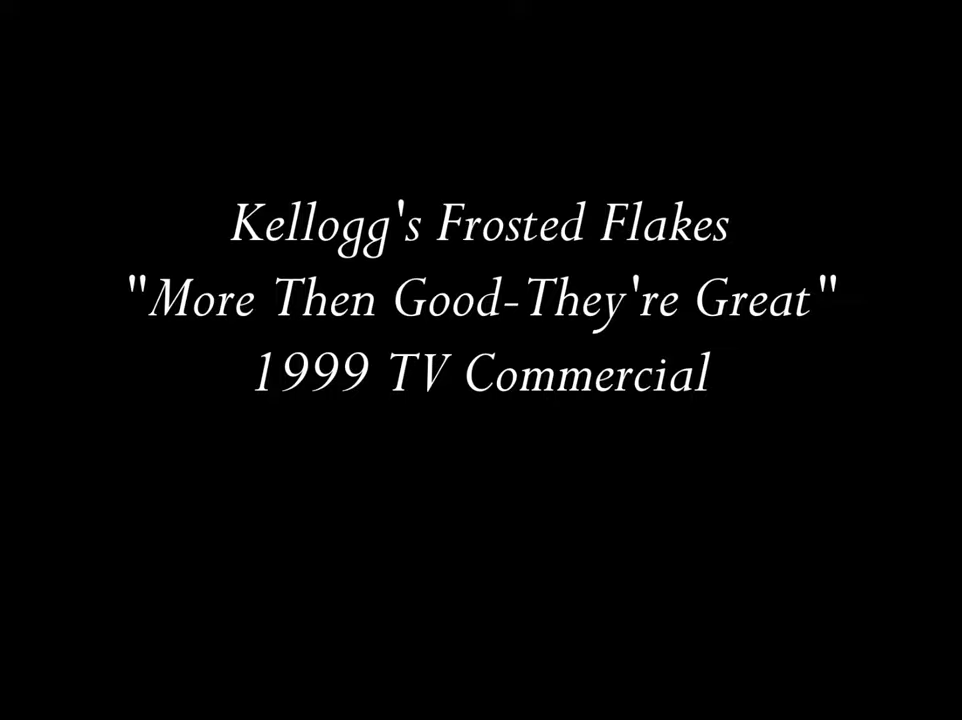 Kellogg's Frosted Flakes
"More Then Good-They're Great"
1999 TV Commercial